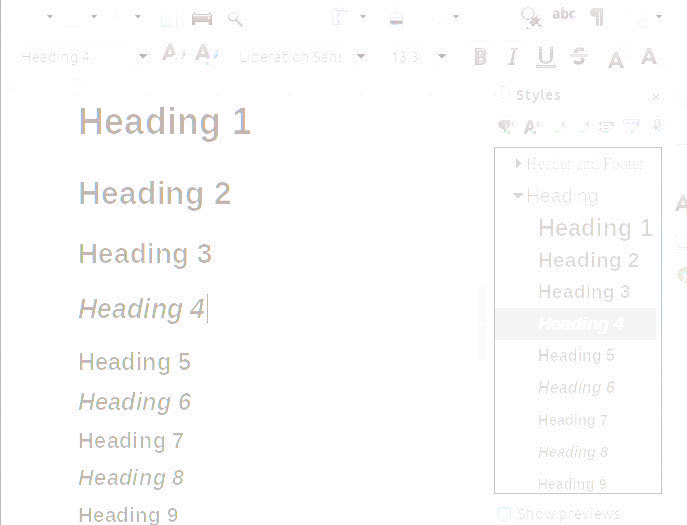 abc
Heading 4 Liberation Sans 13.3 B I U S A A
Styles
Heading 1
Heading 2
Heading 3
Heading 4
Heading 5
Heading 6
Heading 7
Heading 8
Heading 9
Header and Footer
Heading
Heading 1
Heading 2
Heading 3
Heading 4
Heading 5
Heading 6
Heading 7
Heading 8
Heading 9
Show previews